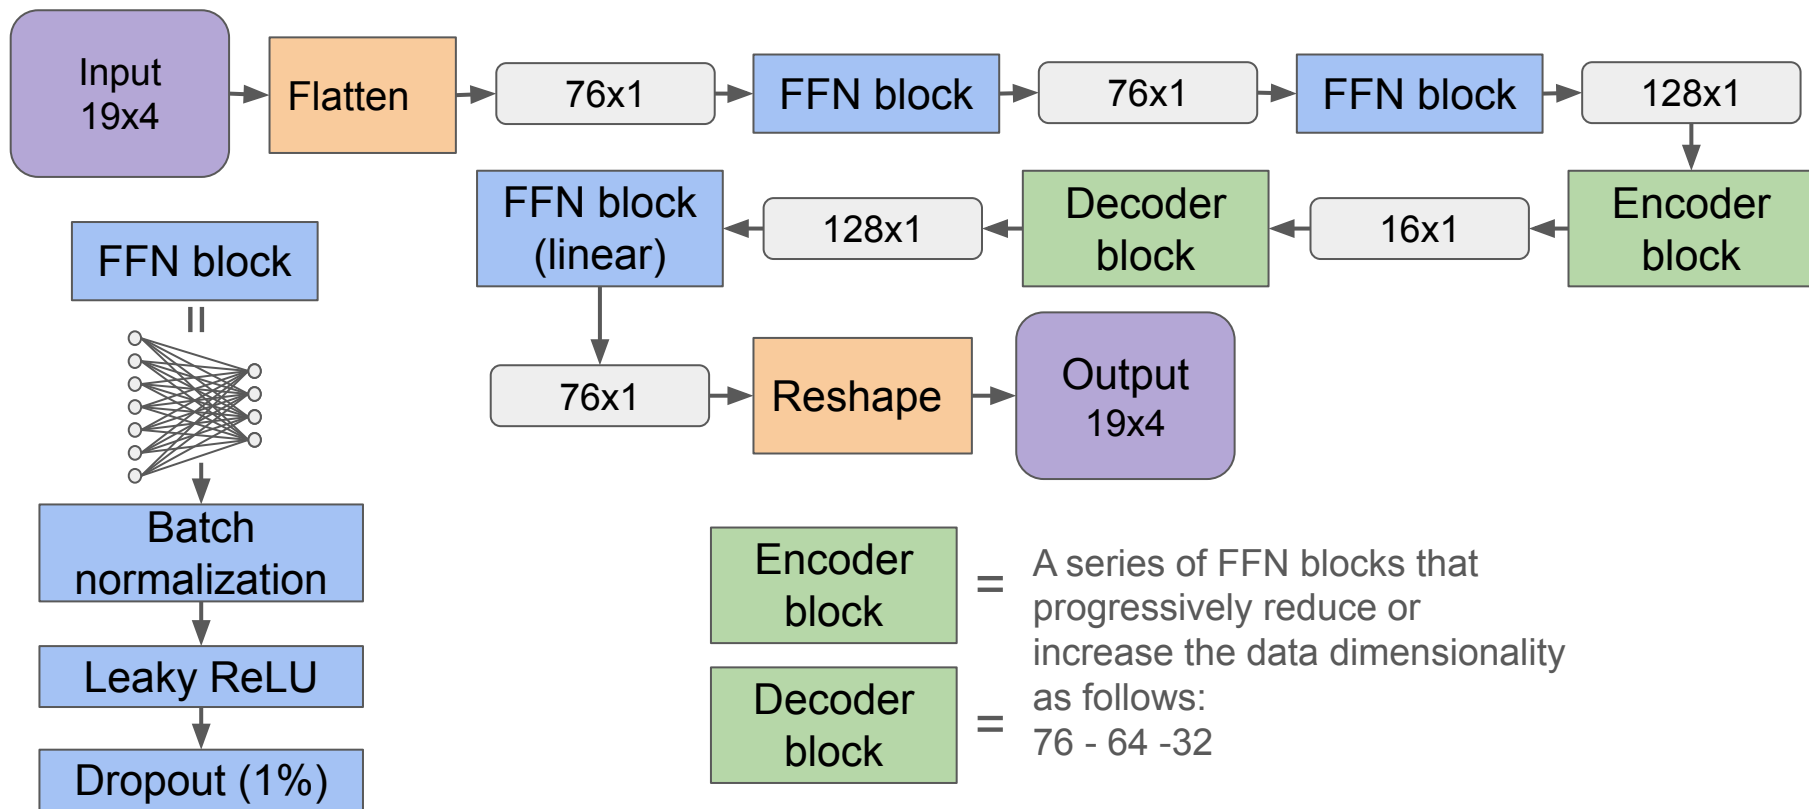 Input
19x4
Flatten
76x1
FFN block
76x1
FFN block
128x1
Encoder
block
16x1
Decoder
block
128x1
FFN block
(linear)
76x1
Reshape
Output
19x4
FFN block
=
Batch
normalization
Leaky ReLU
Dropout (1%)
Encoder
block
=
Decoder
block
=
A series of FFN blocks that
progressively reduce or
increase the data dimensionality
as follows:
76 - 64 -32